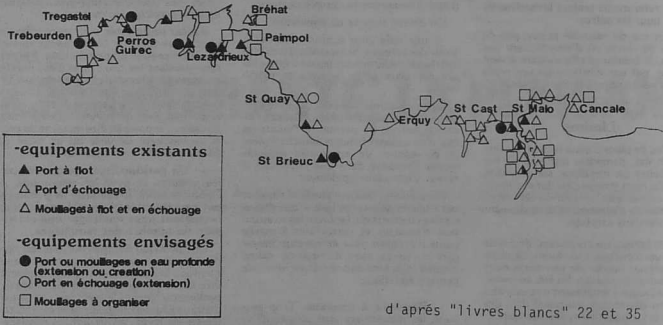 Bréhat
Tregastel
Trebeurden
Perros
Guirec
Paimpol
Lezardrieux
St Quay
St Cast
St Malo
Cancale
Erquy
St Brieuc
-equipements existants
Port à flot
Port d'échouage
Mouillages à flot et en échouage
-equipements envisagés
Port ou mouillages en eau profonde
(extension ou creation)
Port en échouage (extension)
Mouillages à organiser
d'aprés "livres blancs" 22 et 35